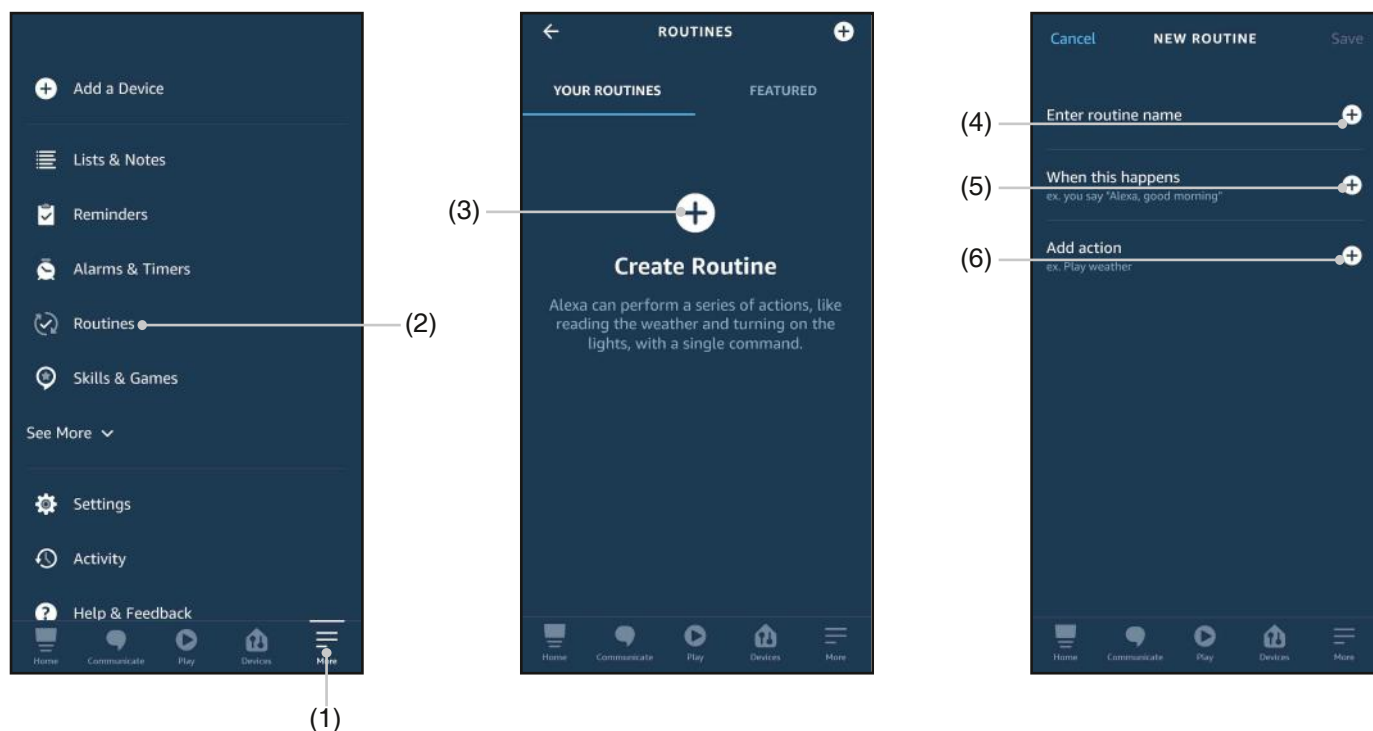 Add a Device
Lists & Notes
Reminders
Alarms & Timers
Routines
(2)
Skills & Games
See More
Settings
Activity
Help & Feedback
Home
Communicate
Play
Devices
More
(1)
ROUTINES
YOUR ROUTINES
FEATURED
(3)
Create Routine
Alexa can perform a series of actions, like
reading the weather and turning on the
lights, with a single command.
Home
Communicate
Play
Devices
More
Cancel
NEW ROUTINE
Save
(4)
Enter routine name
(5)
When this happens
ex. you say "Alexa, good morning"
(6)
Add action
ex. Play weather
Home
Communicate
Play
Devices
More